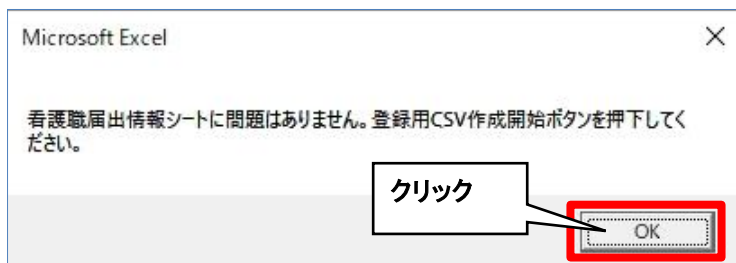 Microsoft Excel
看護職届出情報シートに問題はありません。登録用CSV作成開始ボタンを押下してく
ださい。
クリック
OK